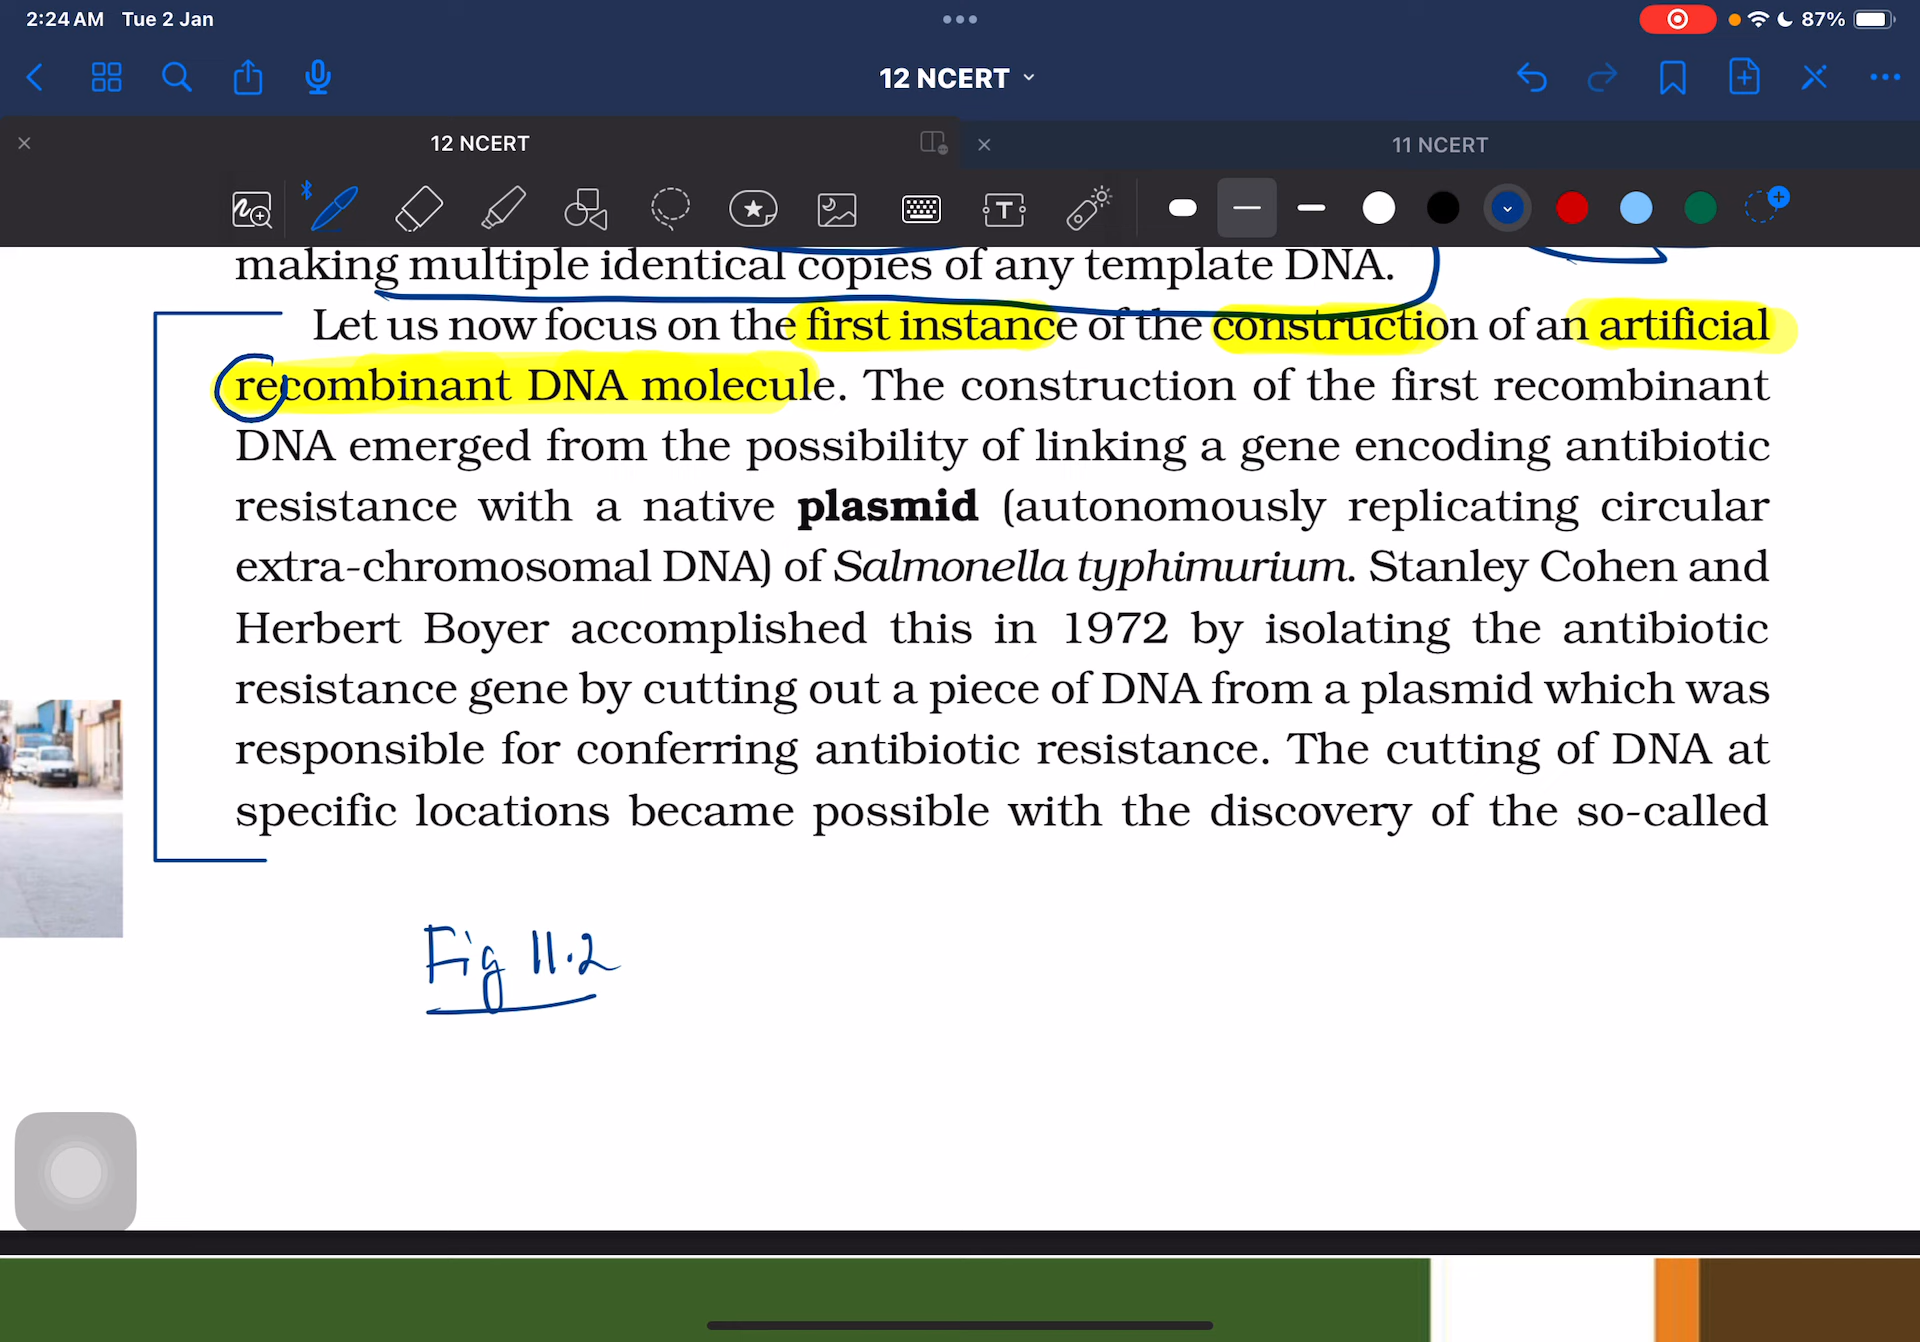 2:24 AM Tue 2 Jan
87%
12 NCERT
12 NCERT
11 NCERT
T
making multiple identical copies of any template DNA.
Let us now focus on the first instance of the construction of an artificial
recombinant DNA molecule. The construction of the first recombinant
DNA emerged from the possibility of linking a gene encoding antibiotic
resistance with a native plasmid (autonomously replicating circular
extra-chromosomal DNA) of Salmonella typhimurium. Stanley Cohen and
Herbert Boyer accomplished this in 1972 by isolating the antibiotic
resistance gene by cutting out a piece of DNA from a plasmid which was
responsible for conferring antibiotic resistance. The cutting of DNA at
specific locations became possible with the discovery of the so-called
Fig 11.2